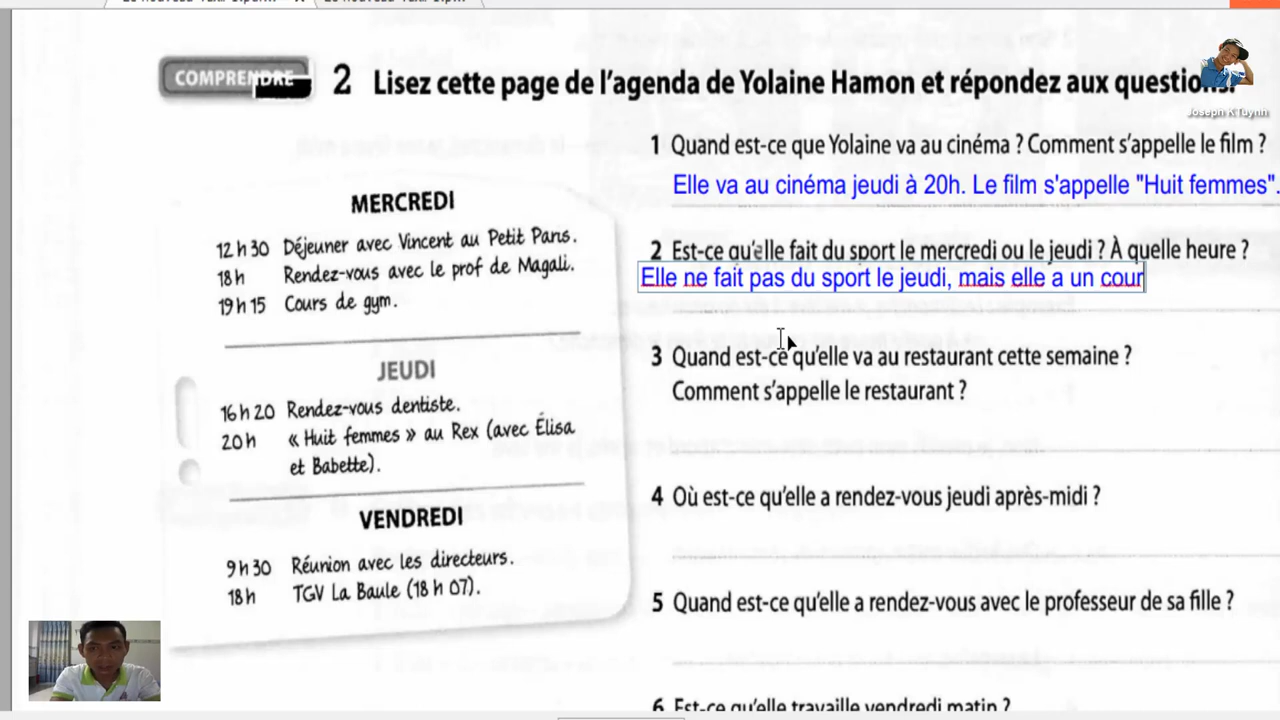 COMPRENDRE 2 Lisez cette page de l'agenda de Yolaine Hamon et répondez aux questions.
Joseph KTuynn
MERCREDI
12 h 30 Déjeuner avec Vincent au Petit Paris.
18 h Rendez-vous avec le prof de Magali.
19 h 15 Cours de gym.
JEUDI
16 h 20 Rendez-vous dentiste.
20 h « Huit femmes » au Rex (avec Élisa
et Babette).
VENDREDI
9 h 30 Réunion avec les directeurs.
18 h TGV La Baule (18 h 07).
1 Quand est-ce que Yolaine va au cinéma ? Comment s'appelle le film ?
Elle va au cinéma jeudi à 20h. Le film s'appelle "Huit femmes".
2 Est-ce qu'elle fait du sport le mercredi ou le jeudi ? À quelle heure ?
Elle ne fait pas du sport le jeudi, mais elle a un cour
3 Quand est-ce qu'elle va au restaurant cette semaine ?
Comment s'appelle le restaurant ?
4 Où est-ce qu'elle a rendez-vous jeudi après-midi ?
5 Quand est-ce qu'elle a rendez-vous avec le professeur de sa fille ?
6 Est-ce qu'elle travaille vendredi matin ?